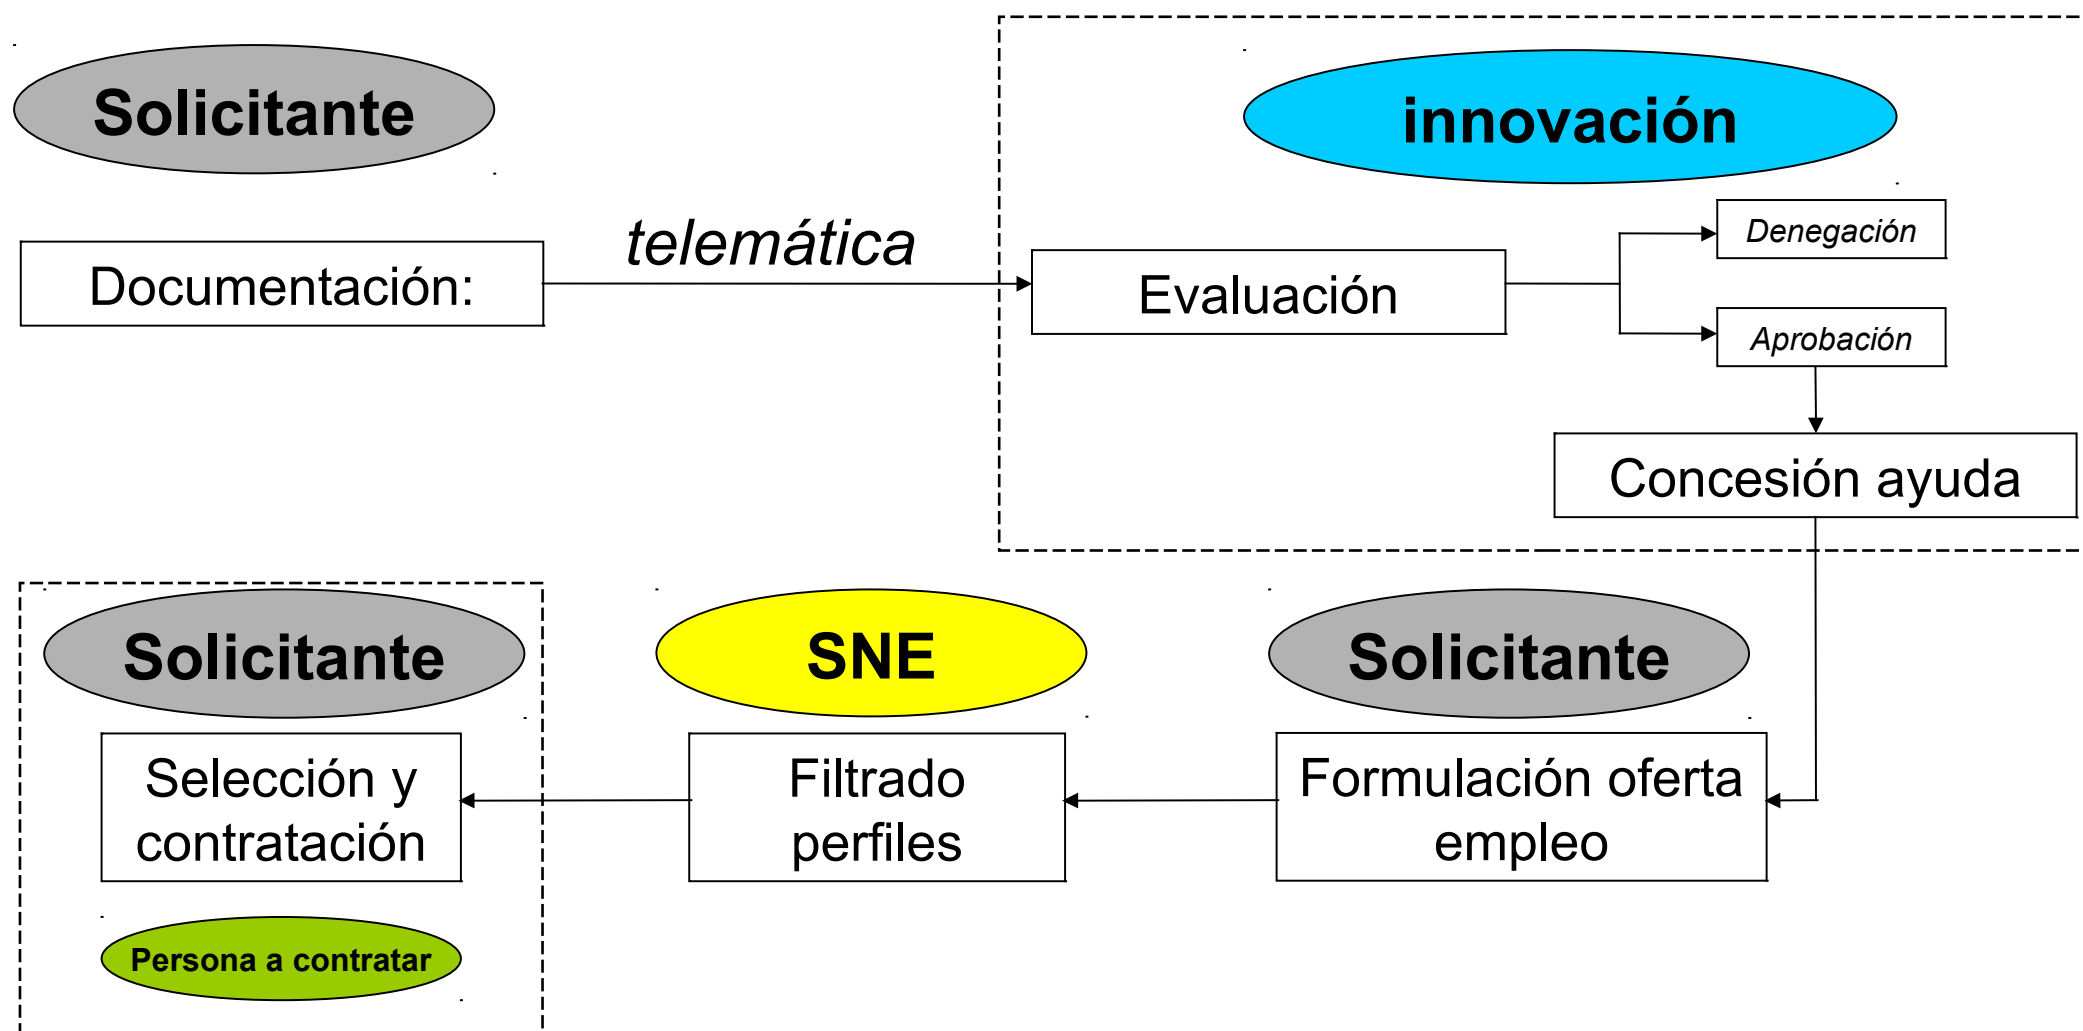 Solicitante
innovación
telemática
Documentación:
Evaluación
Denegación
Aprobación
Concesión ayuda
Solicitante
SNE
Solicitante
Selección y
contratación
Filtrado
perfiles
Formulación oferta
empleo
Persona a contratar